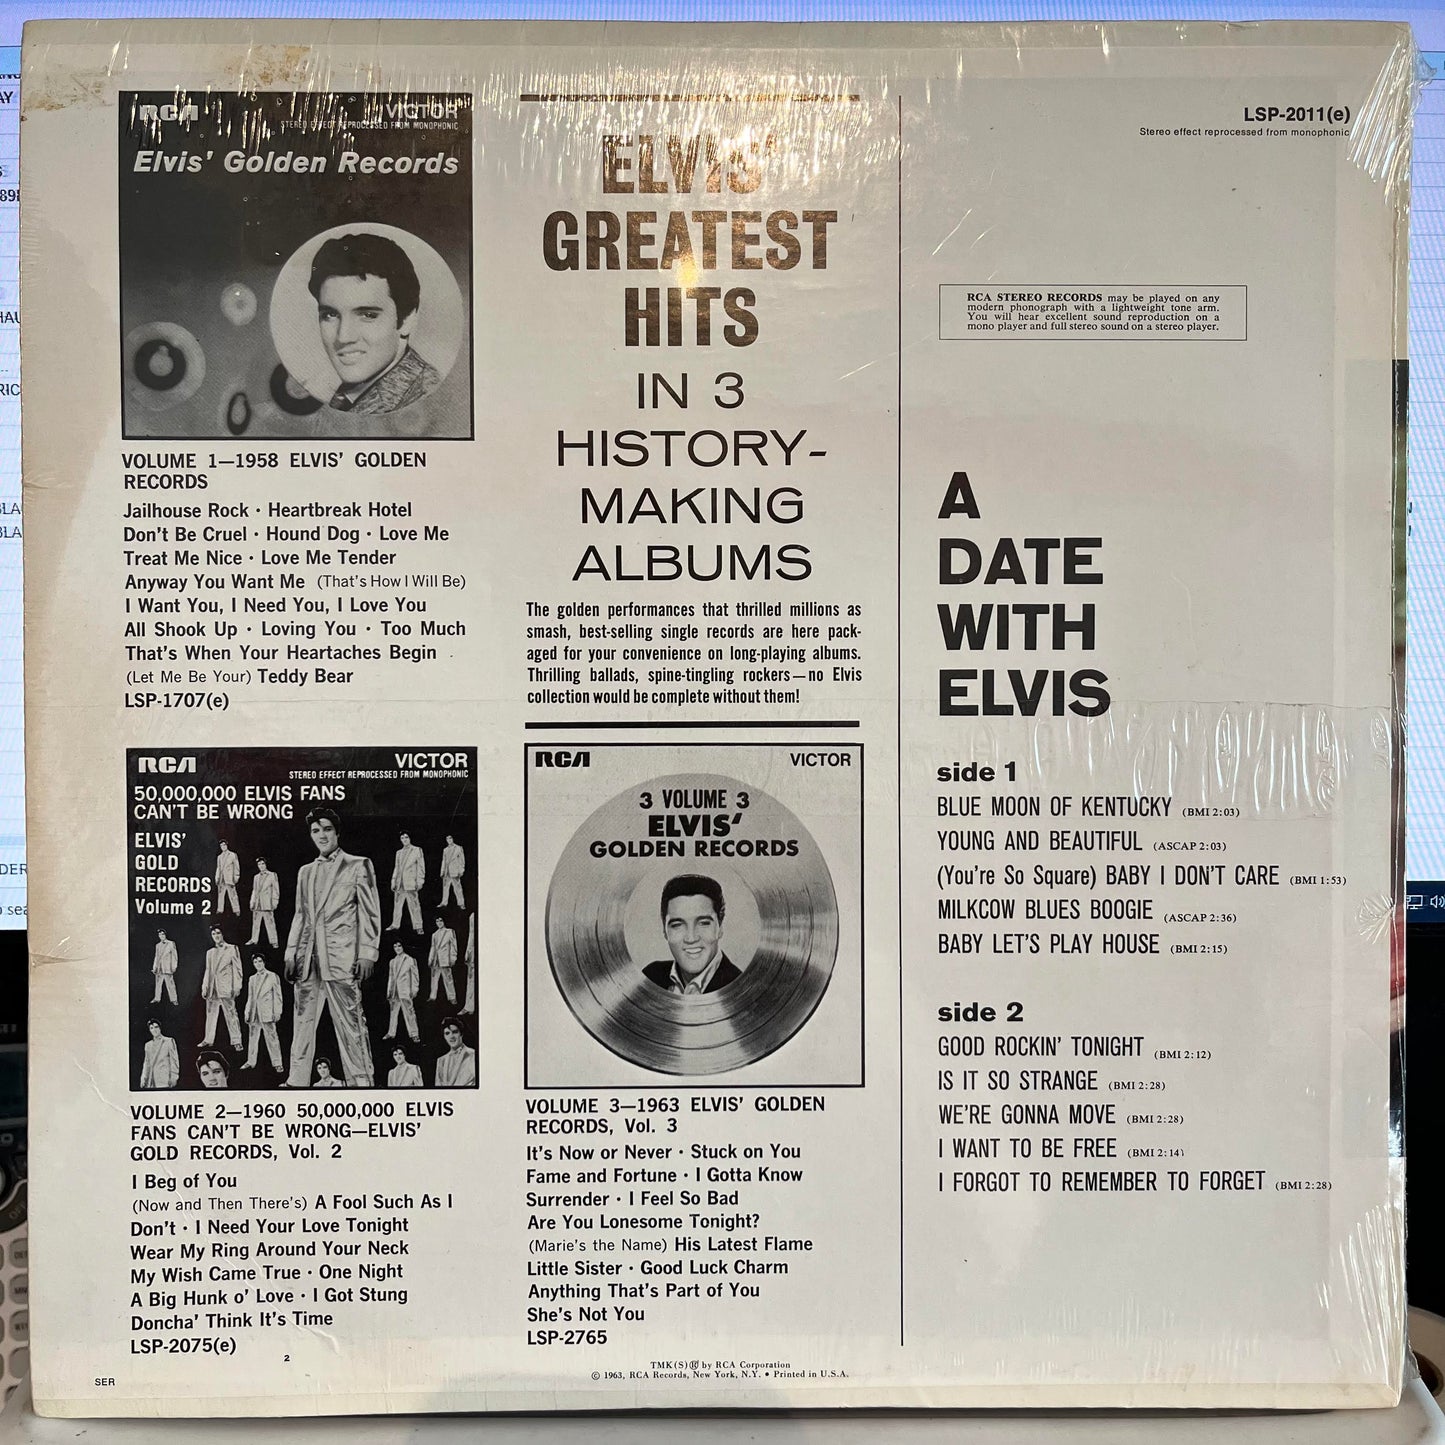 RCA VICTOR
STEREO EFFECT REPROCESSED FROM MONOPHONIC
Elvis' Golden Records
VOLUME 1—1958 ELVIS' GOLDEN
RECORDS
Jailhouse Rock · Heartbreak Hotel
Don't Be Cruel · Hound Dog · Love Me
Treat Me Nice · Love Me Tender
Anyway You Want Me (That's How I Will Be)
I Want You, I Need You, I Love You
All Shook Up · Loving You · Too Much
That's When Your Heartaches Begin
(Let Me Be Your) Teddy Bear
LSP-1707(e)
RCA VICTOR
STEREO EFFECT REPROCESSED FROM MONOPHONIC
50,000,000 ELVIS FANS
CAN'T BE WRONG
ELVIS'
GOLD
RECORDS
Volume 2
VOLUME 2—1960 50,000,000 ELVIS
FANS CAN'T BE WRONG—ELVIS'
GOLD RECORDS, Vol. 2
I Beg of You
(Now and Then There's) A Fool Such As I
Don't · I Need Your Love Tonight
Wear My Ring Around Your Neck
My Wish Came True · One Night
A Big Hunk o' Love · I Got Stung
Doncha' Think It's Time
LSP-2075(e)
2
SER
ELVIS'
GREATEST
HITS
IN 3
HISTORY-
MAKING
ALBUMS
The golden performances that thrilled millions as
smash, best-selling single records are here pack-
aged for your convenience on long-playing albums.
Thrilling ballads, spine-tingling rockers—no Elvis
collection would be complete without them!
RCA VICTOR
3 VOLUME 3
ELVIS'
GOLDEN RECORDS
VOLUME 3—1963 ELVIS' GOLDEN
RECORDS, Vol. 3
It's Now or Never · Stuck on You
Fame and Fortune · I Gotta Know
Surrender · I Feel So Bad
Are You Lonesome Tonight?
(Marie's the Name) His Latest Flame
Little Sister · Good Luck Charm
Anything That's Part of You
She's Not You
LSP-2765
TMK(S)® by RCA Corporation
© 1963, RCA Records, New York, N.Y. • Printed in U.S.A.
LSP-2011(e)
Stereo effect reprocessed from monophonic
RCA STEREO RECORDS may be played on any
modern phonograph with a lightweight tone arm.
You will hear excellent sound reproduction on a
mono player and full stereo sound on a stereo player.
A
DATE
WITH
ELVIS
side 1
BLUE MOON OF KENTUCKY (BMI 2:03)
YOUNG AND BEAUTIFUL (ASCAP 2:03)
(You're So Square) BABY I DON'T CARE (BMI 1:53)
MILKCOW BLUES BOOGIE (ASCAP 2:36)
BABY LET'S PLAY HOUSE (BMI 2:15)
side 2
GOOD ROCKIN' TONIGHT (BMI 2:12)
IS IT SO STRANGE (BMI 2:28)
WE'RE GONNA MOVE (BMI 2:28)
I WANT TO BE FREE (BMI 2:14)
I FORGOT TO REMEMBER TO FORGET (BMI 2:28)